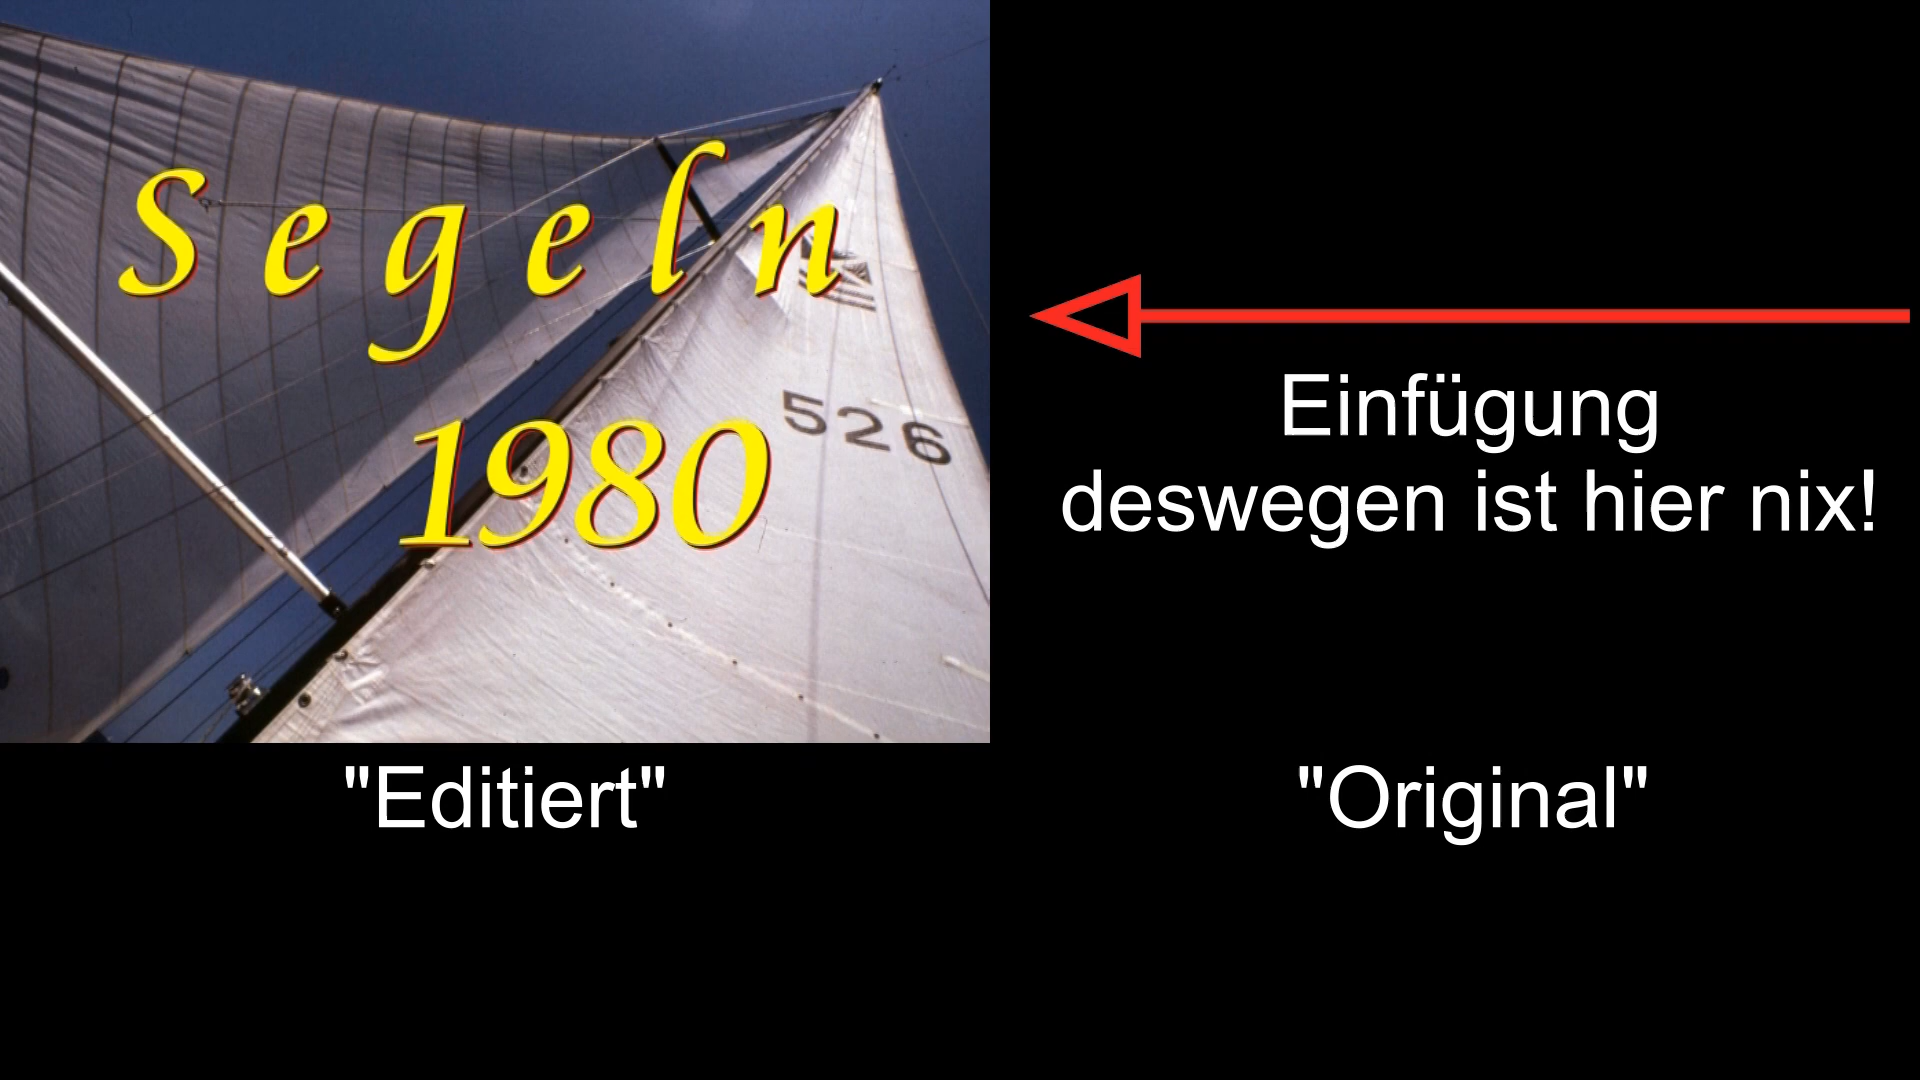 Segeln
1980
526
Einfügung
deswegen ist hier nix!
"Editiert"
"Original"